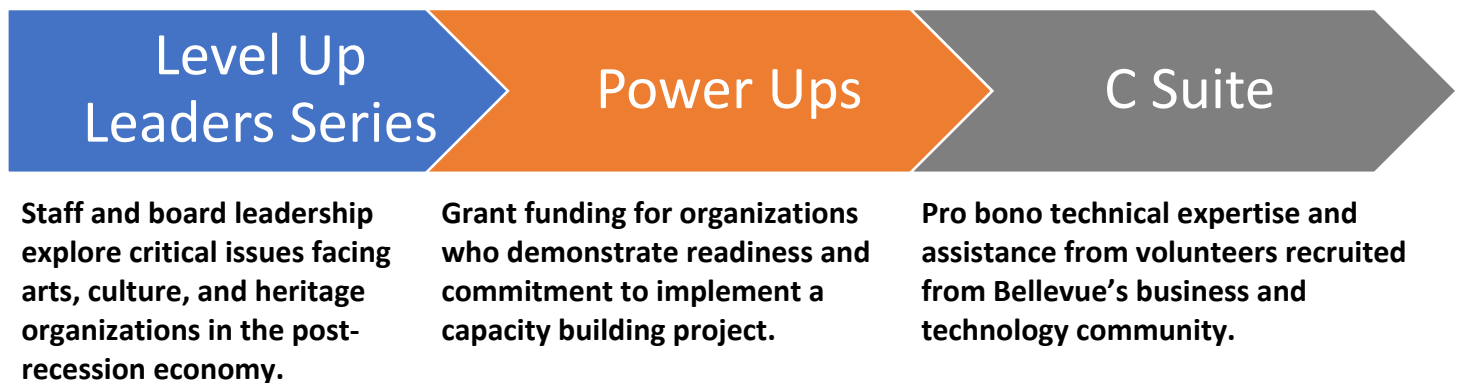 Level Up
Leaders Series
Power Ups
C Suite
Staff and board leadership
explore critical issues facing
arts, culture, and heritage
organizations in the post-
recession economy.
Grant funding for organizations
who demonstrate readiness and
commitment to implement a
capacity building project.
Pro bono technical expertise and
assistance from volunteers recruited
from Bellevue’s business and
technology community.